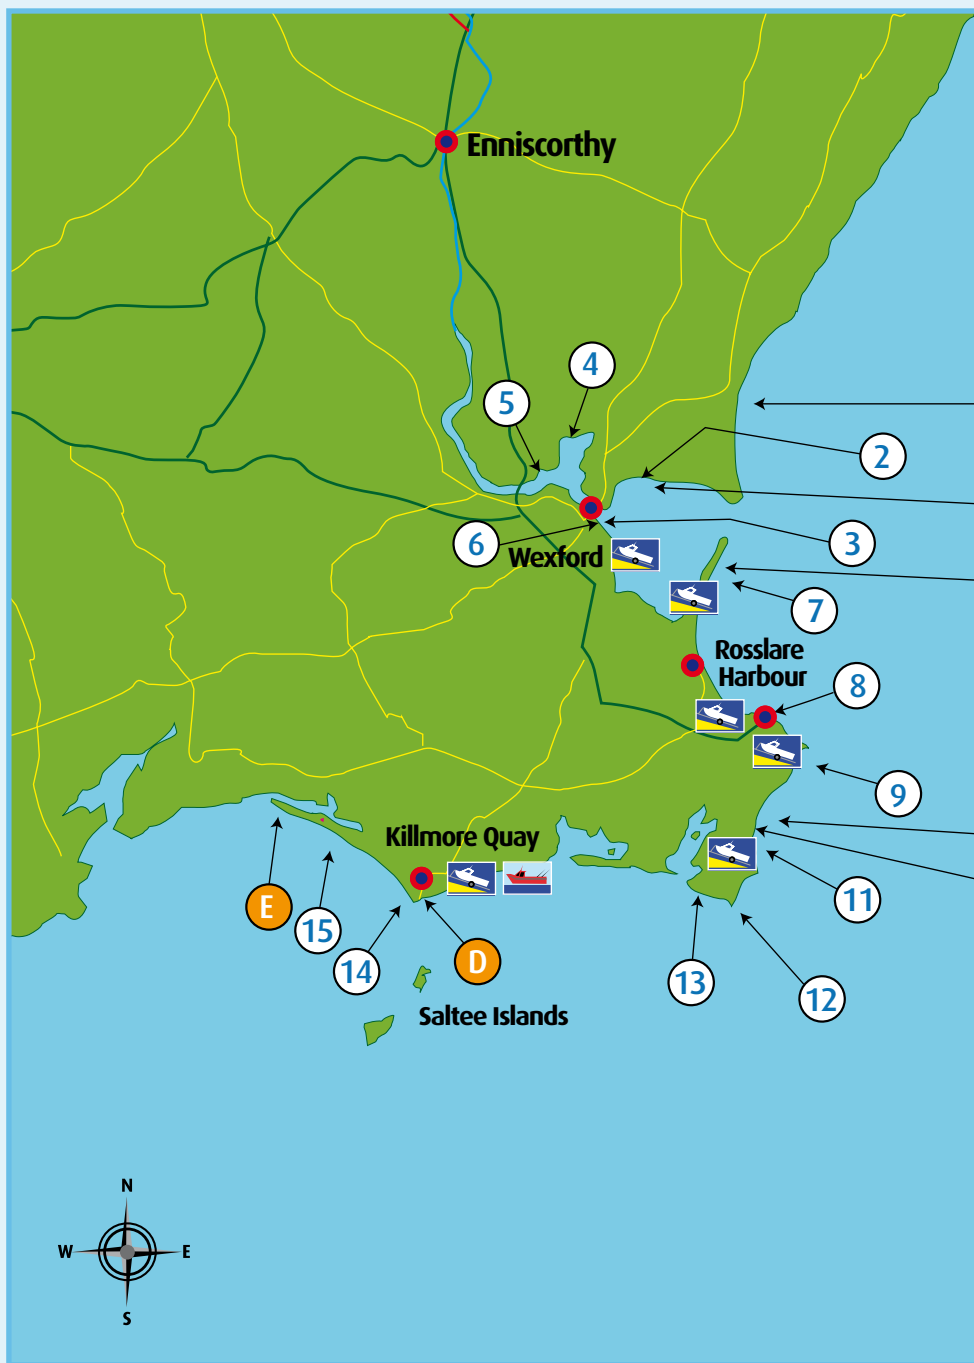 Enniscorthy
4
5
2
6
Wexford
3
7
Rosslare
Harbour
8
9
Killmore Quay
11
E
15
14
D
13
12
Saltee Islands
N
W
E
S